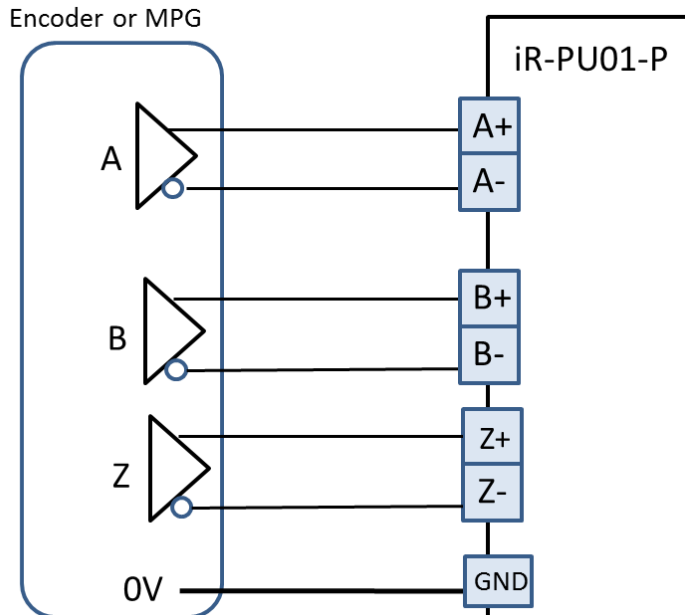 Encoder or MPG
iR-PU01-P
A
A+
A-
B
B+
B-
Z
Z+
Z-
0V
GND